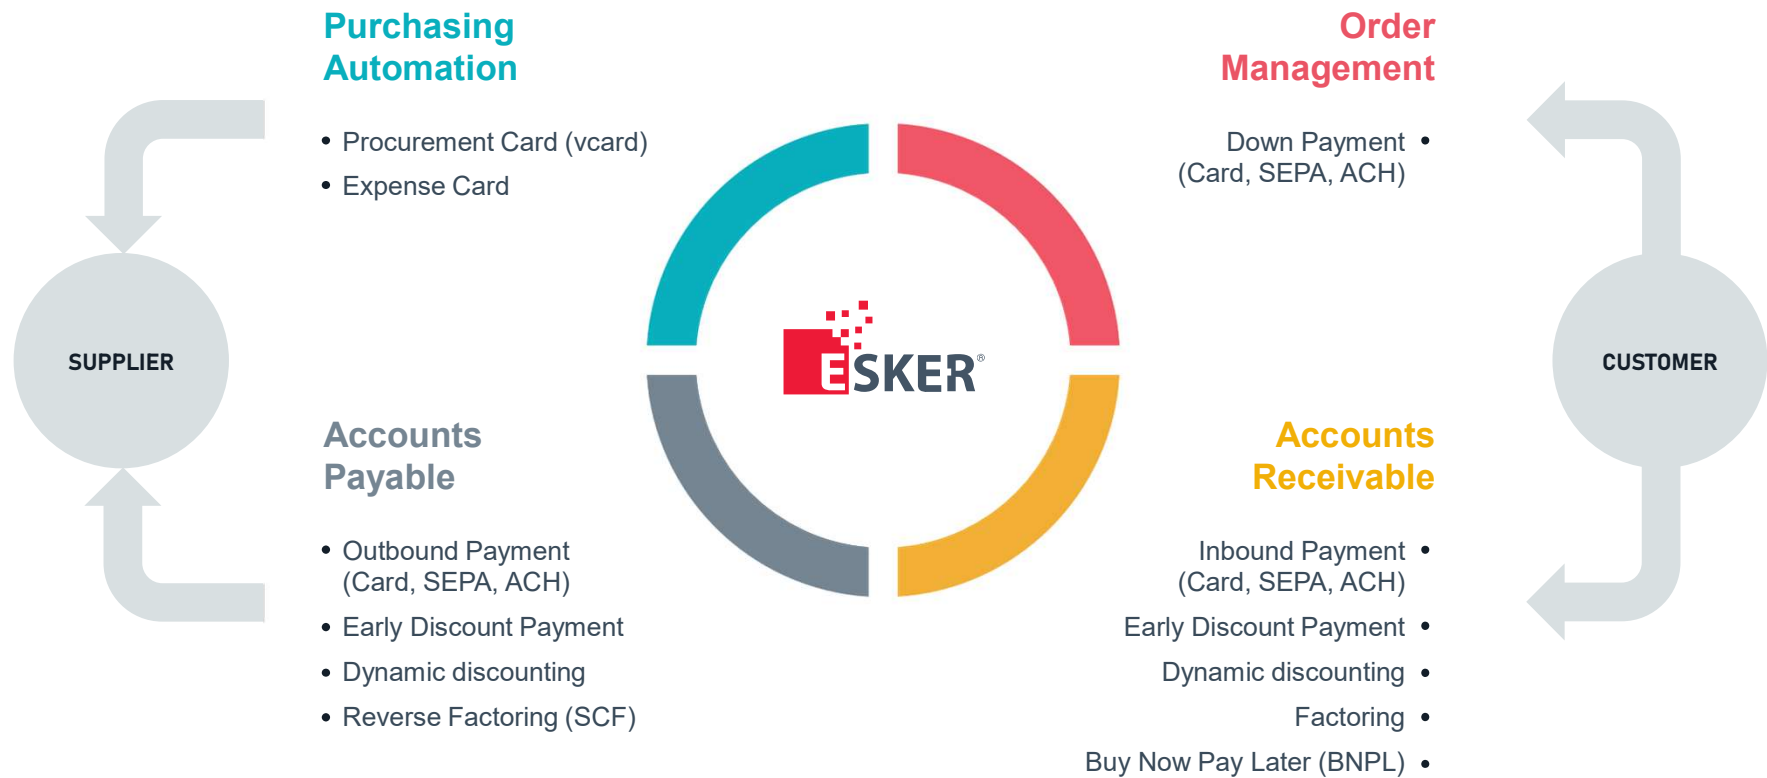 Purchasing
Automation
• Procurement Card (vcard)
• Expense Card
Order
Management
Down Payment •
(Card, SEPA, ACH)
SUPPLIER
ESKER®
CUSTOMER
Accounts
Payable
• Outbound Payment
(Card, SEPA, ACH)
• Early Discount Payment
• Dynamic discounting
• Reverse Factoring (SCF)
Accounts
Receivable
Inbound Payment •
(Card, SEPA, ACH)
Early Discount Payment •
Dynamic discounting •
Factoring •
Buy Now Pay Later (BNPL) •